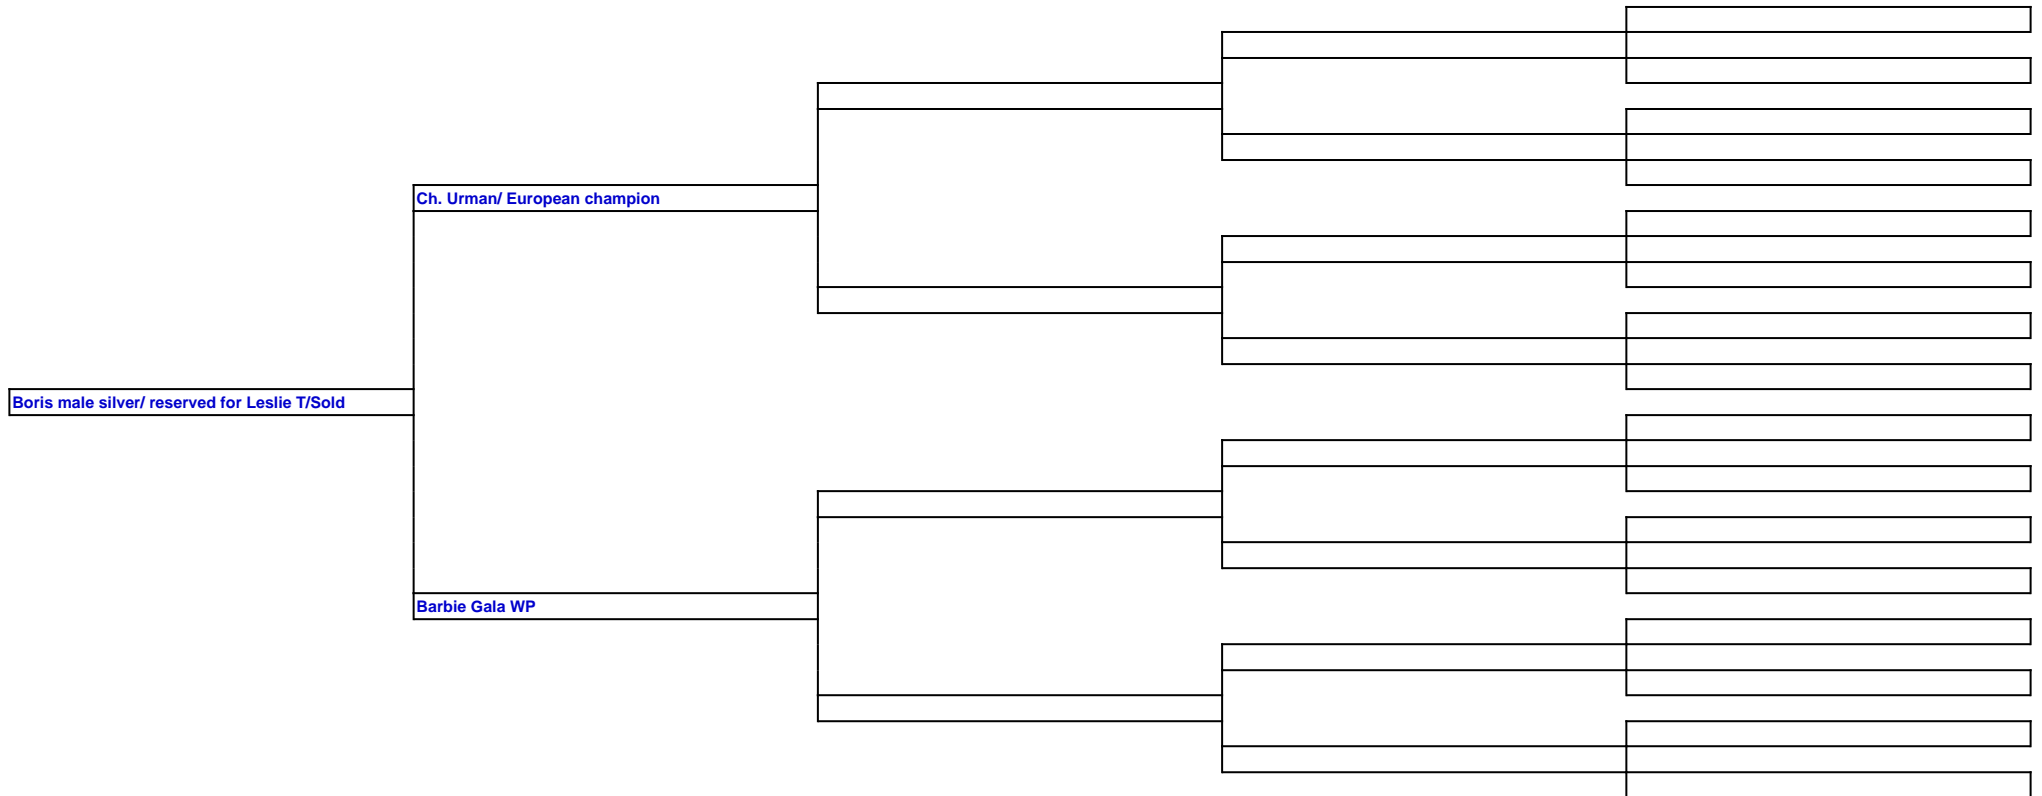 Ch. Urman/ European champion
Boris male silver/ reserved for Leslie T/Sold
Barbie Gala WP